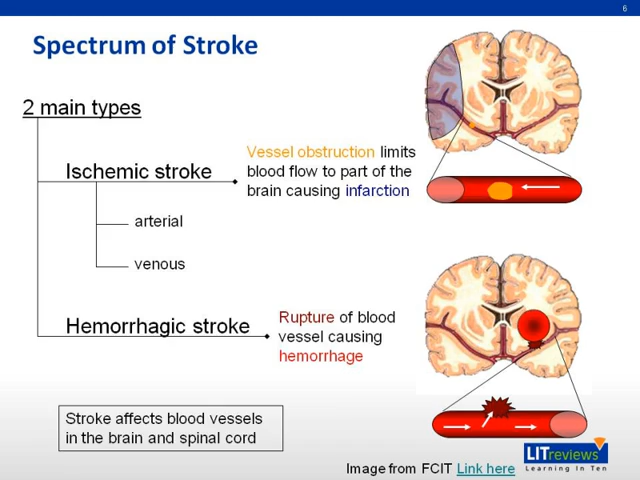 6
Spectrum of Stroke
2 main types
Ischemic stroke
Vessel obstruction limits
blood flow to part of the
brain causing infarction
arterial
venous
Hemorrhagic stroke
Rupture of blood
vessel causing
hemorrhage
Stroke affects blood vessels
in the brain and spinal cord
Image from FCIT Link here
LITreviews
Learning In Ten